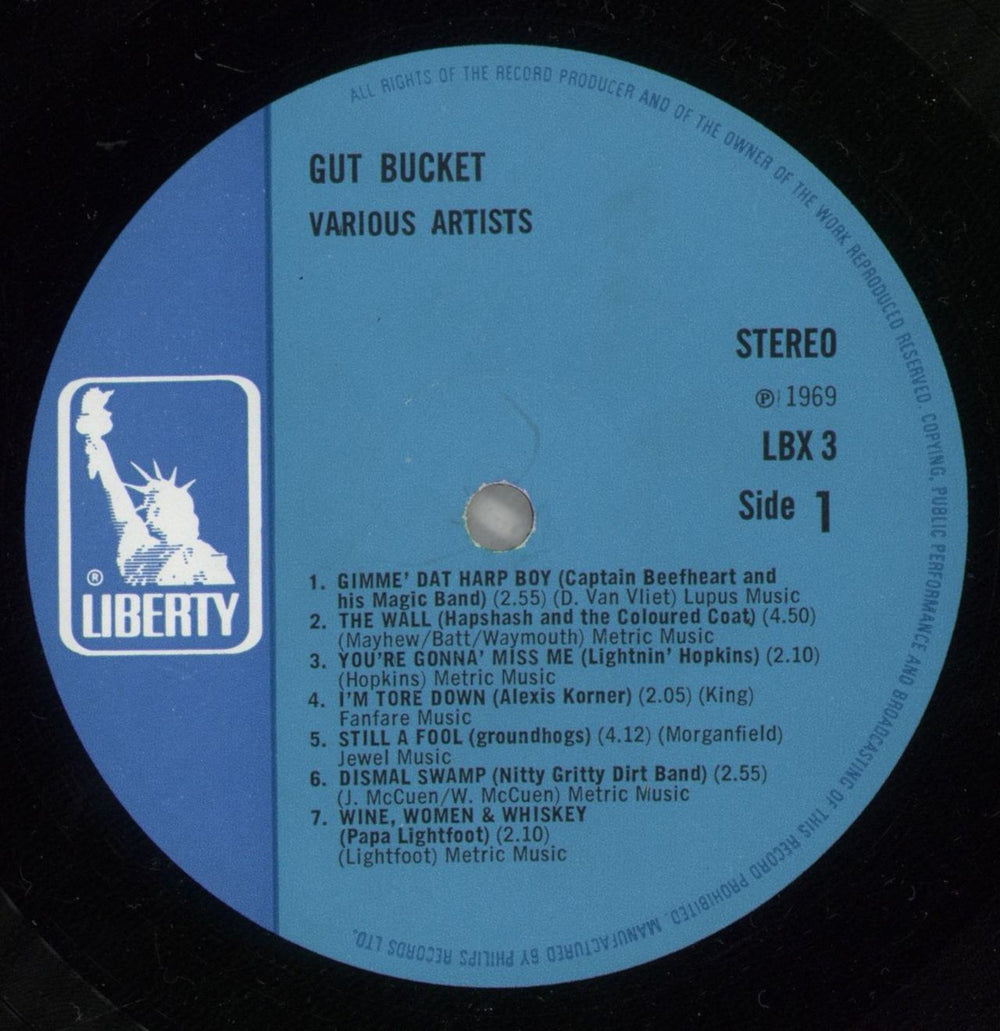 ALL RIGHTS OF THE RECORD PRODUCER AND OF THE OWNER OF THE WORK REPRODUCED RESERVED. COPYING, PUBLIC PERFORMANCE AND BROADCASTING OF THIS RECORD PROHIBITED. MANUFACTURED BY PHILIPS RECORDS LTD.
GUT BUCKET
VARIOUS ARTISTS
STEREO
℗ 1969
LBX 3
Side 1
® LIBERTY
1. GIMME' DAT HARP BOY (Captain Beefheart and
his Magic Band) (2.55) (D. Van Vliet) Lupus Music
2. THE WALL (Hapshash and the Coloured Coat) (4.50)
(Mayhew/Batt/Waymouth) Metric Music
3. YOU'RE GONNA' MISS ME (Lightnin' Hopkins) (2.10)
(Hopkins) Metric Music
4. I'M TORE DOWN (Alexis Korner) (2.05) (King)
Fanfare Music
5. STILL A FOOL (groundhogs) (4.12) (Morganfield)
Jewel Music
6. DISMAL SWAMP (Nitty Gritty Dirt Band) (2.55)
(J. McCuen/W. McCuen) Metric Music
7. WINE, WOMEN & WHISKEY
(Papa Lightfoot) (2.10)
(Lightfoot) Metric Music